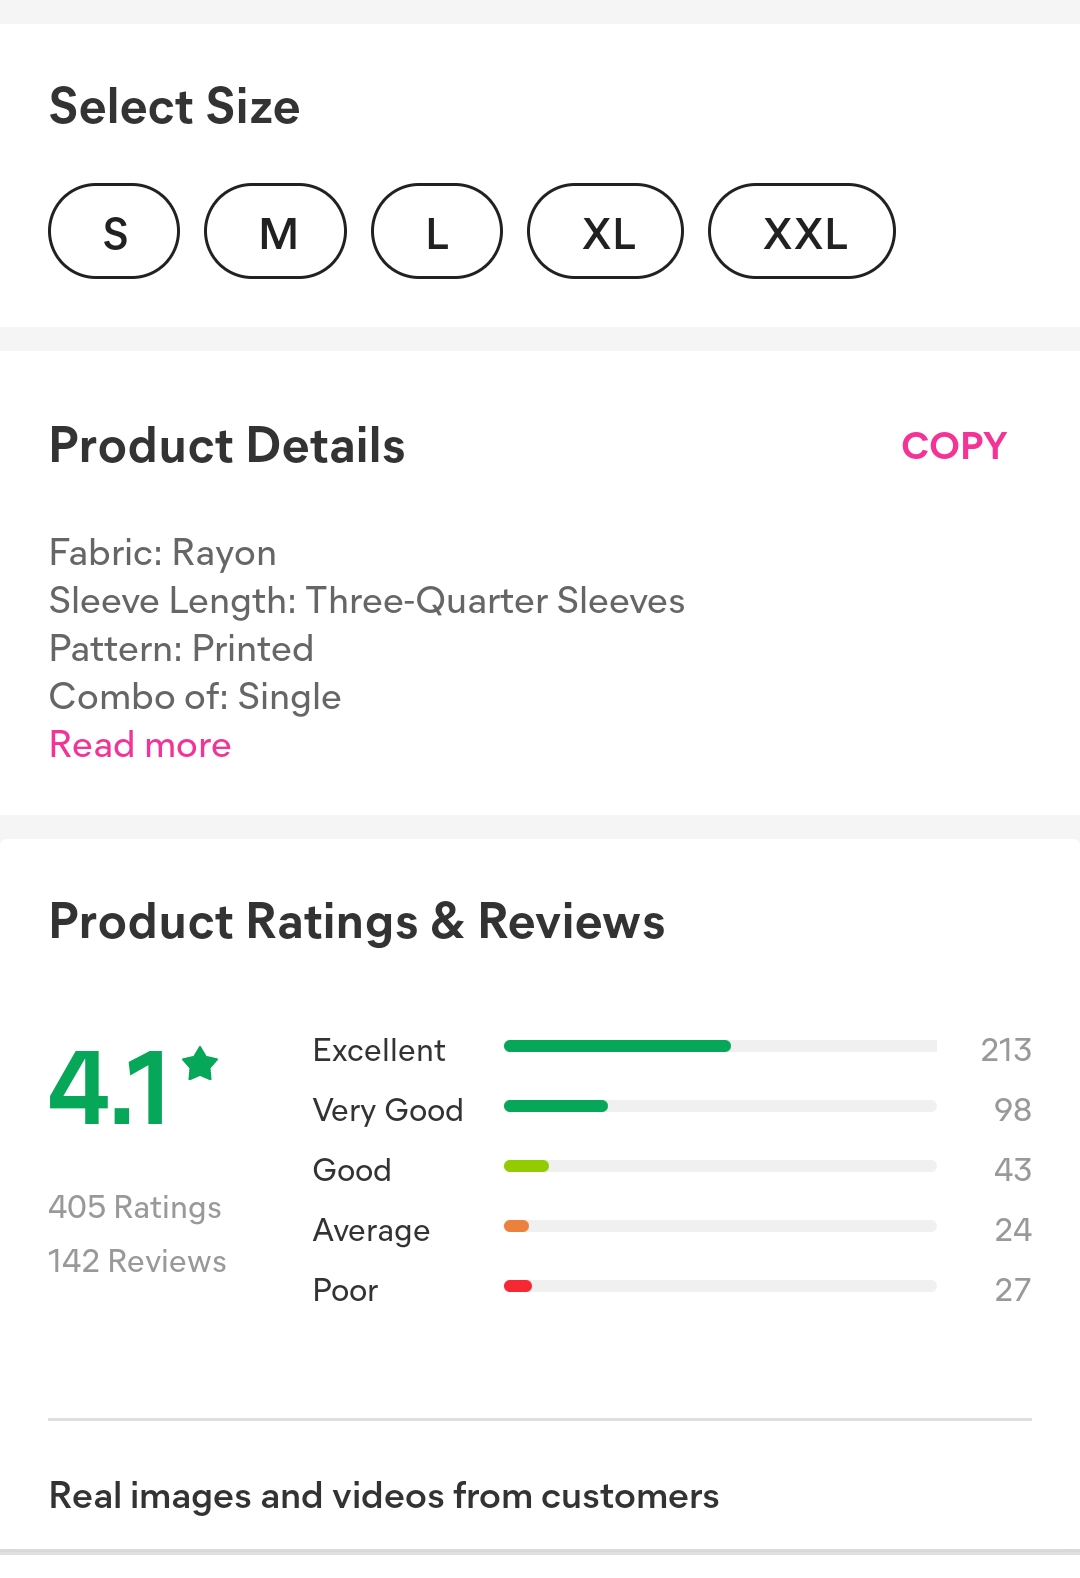 Select Size
S M L XL XXL
Product Details COPY
Fabric: Rayon
Sleeve Length: Three-Quarter Sleeves
Pattern: Printed
Combo of: Single
Read more
Product Ratings & Reviews
4.1
405 Ratings
142 Reviews
Excellent 213
Very Good 98
Good 43
Average 24
Poor 27
Real images and videos from customers